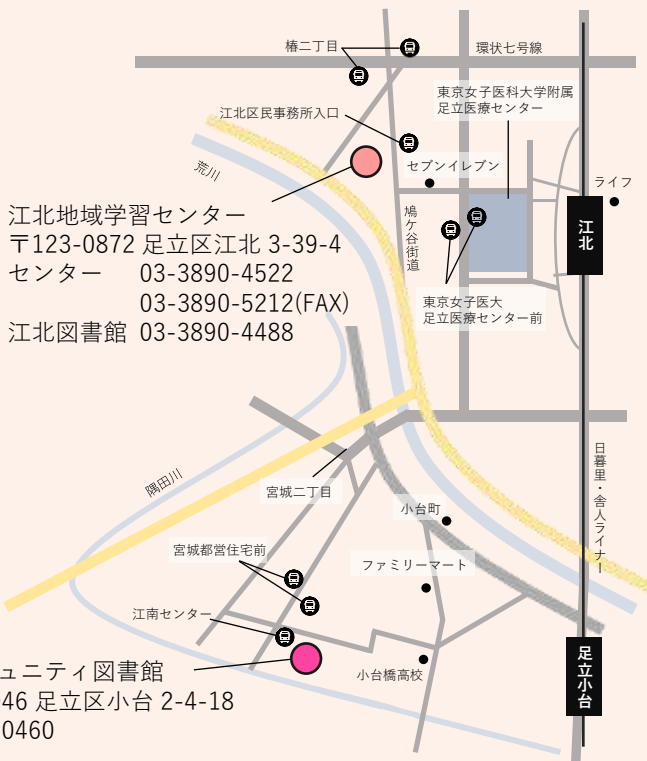 椿二丁目
環状七号線
東京女子医科大学附属
足立医療センター
江北区民事務所入口
セブンイレブン
荒川
ライフ
江北地域学習センター
〒123-0872 足立区江北 3-39-4
センター 03-3890-4522
03-3890-5212(FAX)
江北図書館 03-3890-4488
鳩ケ谷街道
江北
東京女子医大
足立医療センター前
日暮里・舎人ライナー
隅田川
宮城二丁目
小台町
宮城都営住宅前
ファミリーマート
江南センター
足立小台
小台橋高校
ュニティ図書館
46 足立区小台 2-4-18
0460